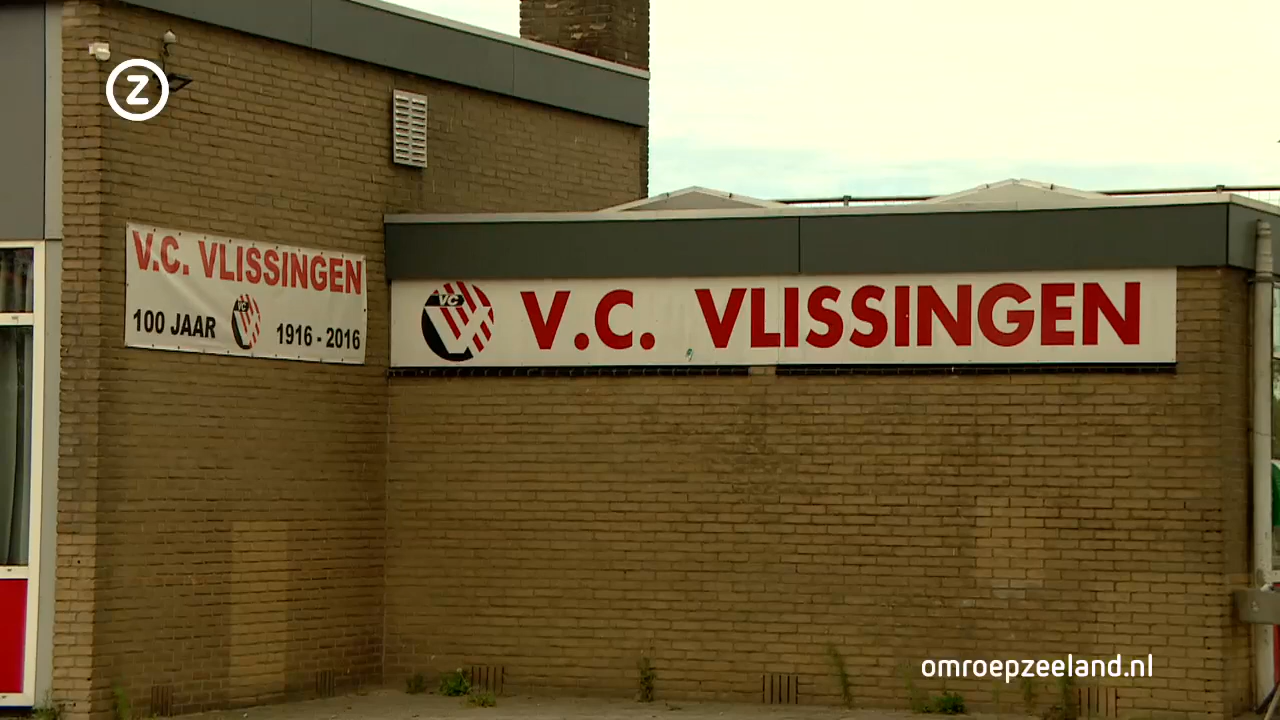 Z
V.C. VLISSINGEN
100 JAAR
VC
1916 - 2016
VC
V.C. VLISSINGEN
omroepzeeland.nl